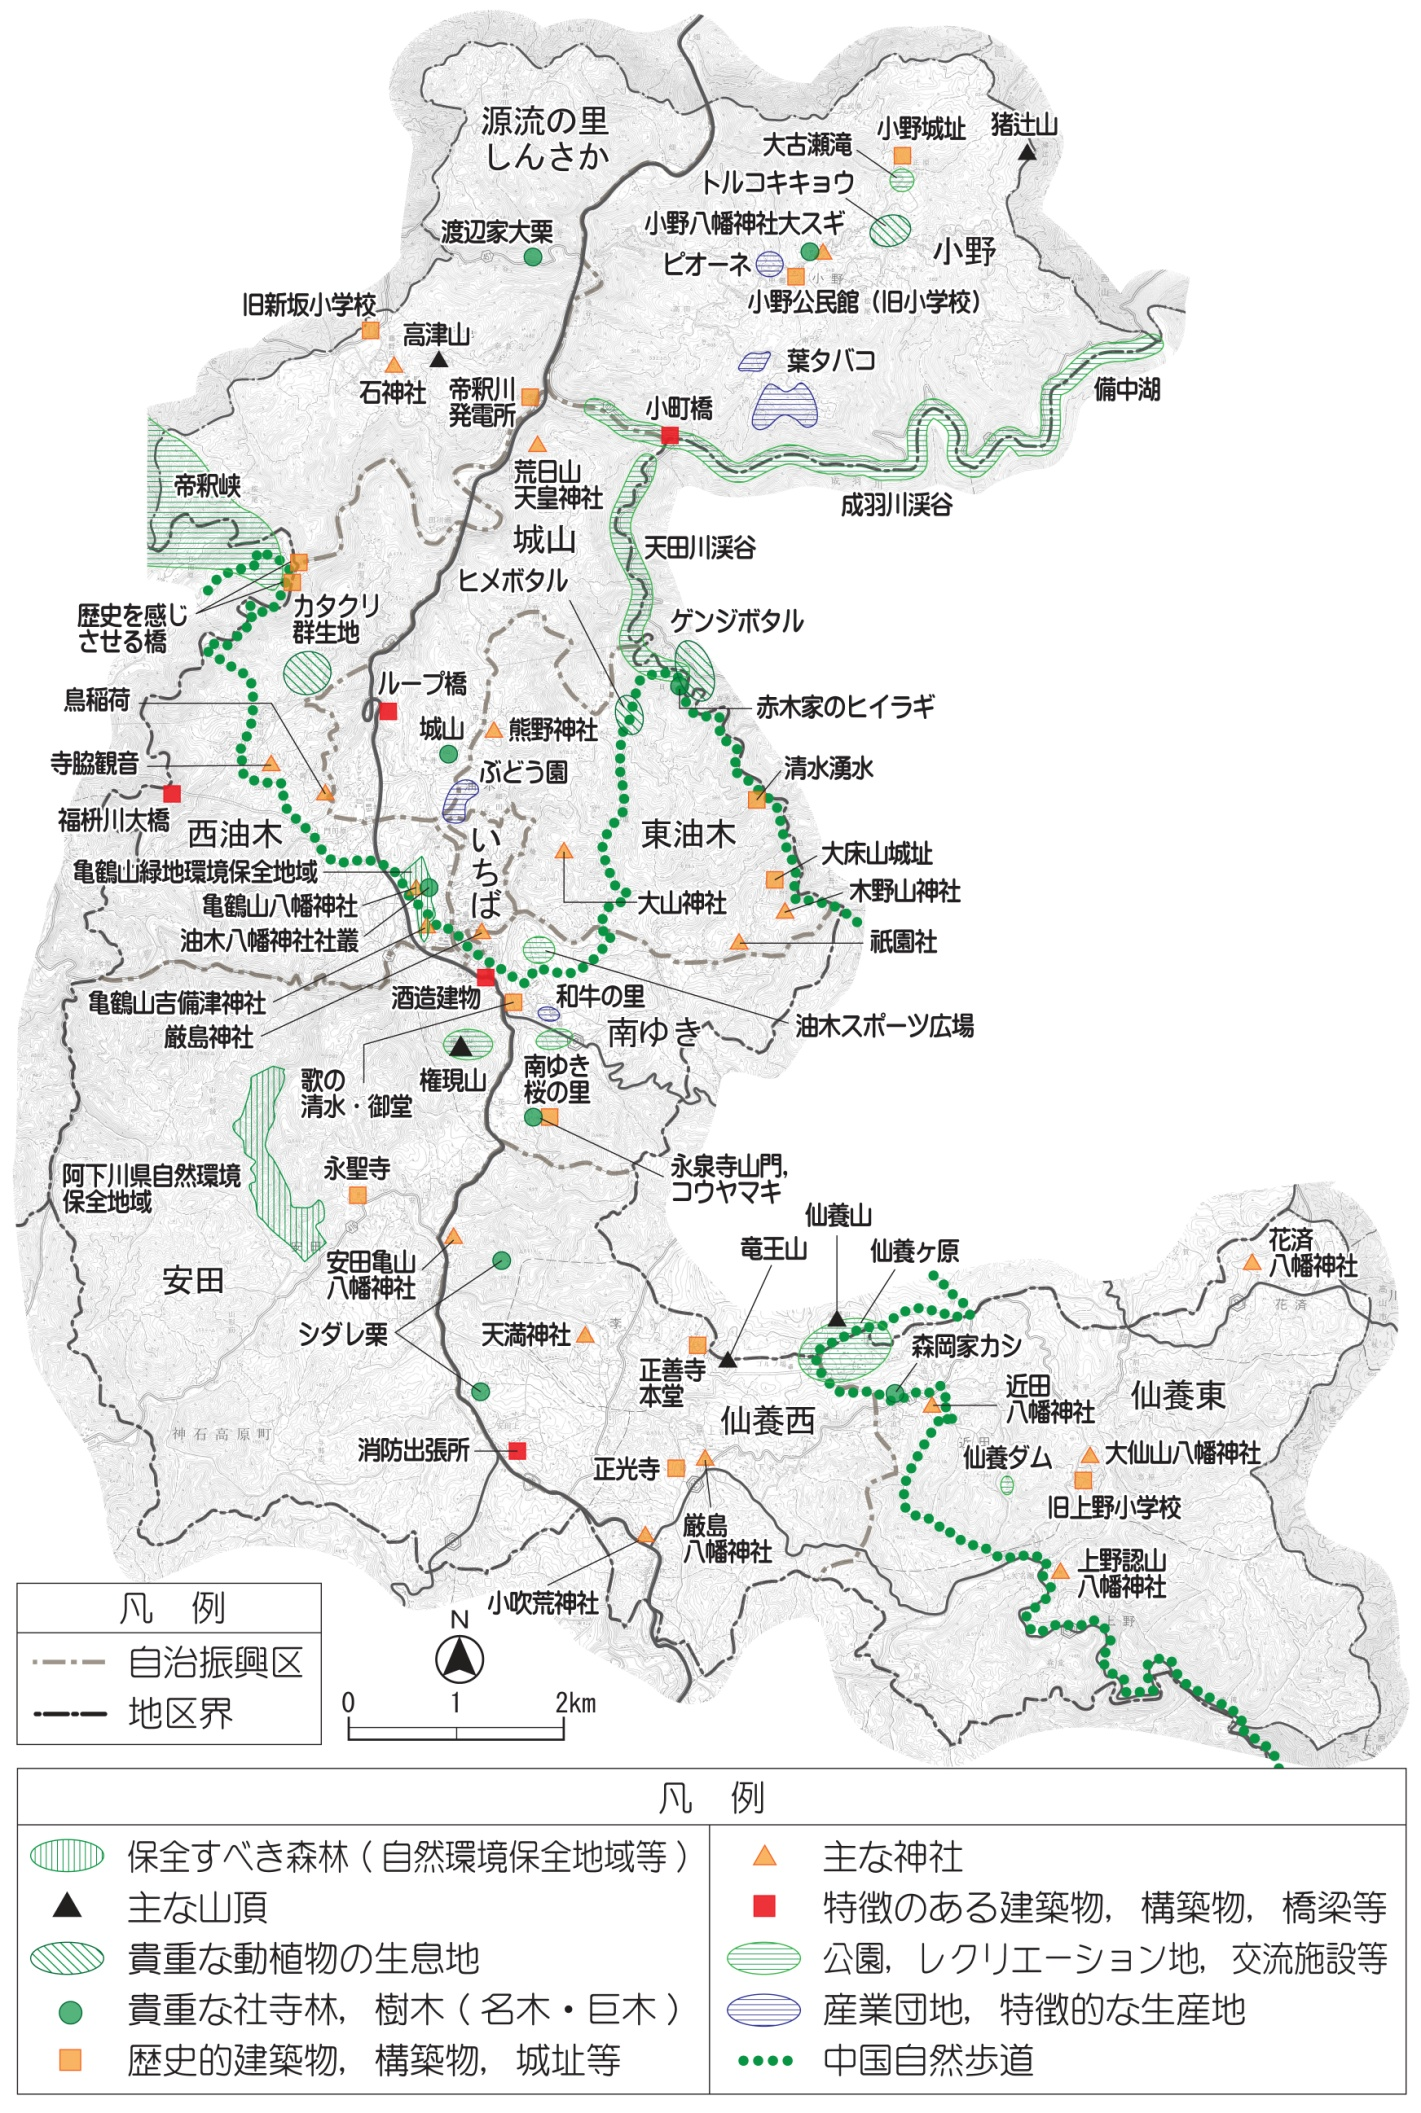 源流の里
しんさか
小野城址
猪辻山
大古瀬滝
トルコキキョウ
小野八幡神社大スギ
小野
渡辺家大栗
ピオーネ
小野
小野公民館（旧小学校）
旧新坂小学校
高津山
石神社
帝釈川
発電所
葉タバコ
備中湖
小町橋
荒日山
天皇神社
帝釈峡
成羽川渓谷
城山
天田川渓谷
ヒメボタル
歴史を感じ
させる橋
カタクリ
群生地
ゲンジボタル
鳥稲荷
ループ橋
城山
熊野神社
赤木家のヒイラギ
寺脇観音
ぶどう園
清水湧水
福枡川大橋
西油木
いちば
東油木
亀鶴山緑地環境保全地域
大床山城址
亀鶴山八幡神社
大山神社
木野山神社
油木八幡神社社叢
祇園社
亀鶴山吉備津神社
酒造建物
和牛の里
厳島神社
南ゆき
油木スポーツ広場
歌の
清水・御堂
権現山
南ゆき
桜の里
阿下川県自然環境
保全地域
永聖寺
永泉寺山門，
コウヤマキ
仙養山
竜王山
仙養ヶ原
花済
八幡神社
花済
安田
安田
安田亀山
八幡神社
シダレ栗
天満神社
李
正善寺
本堂
森岡家カシ
近田
八幡神社
仙養東
仙養西
神石高原町
消防出張所
正光寺
近田
仙養ダム
大仙山八幡神社
旧上野小学校
厳島
八幡神社
上野認山
八幡神社
小吹荒神社
上野
凡例
自治振興区
地区界
N
0 1 2km
凡例
保全すべき森林（自然環境保全地域等）
主な山頂
貴重な動植物の生息地
貴重な社寺林，樹木（名木・巨木）
歴史的建築物，構築物，城址等
主な神社
特徴のある建築物，構築物，橋梁等
公園，レクリエーション地，交流施設等
産業団地，特徴的な生産地
中国自然歩道